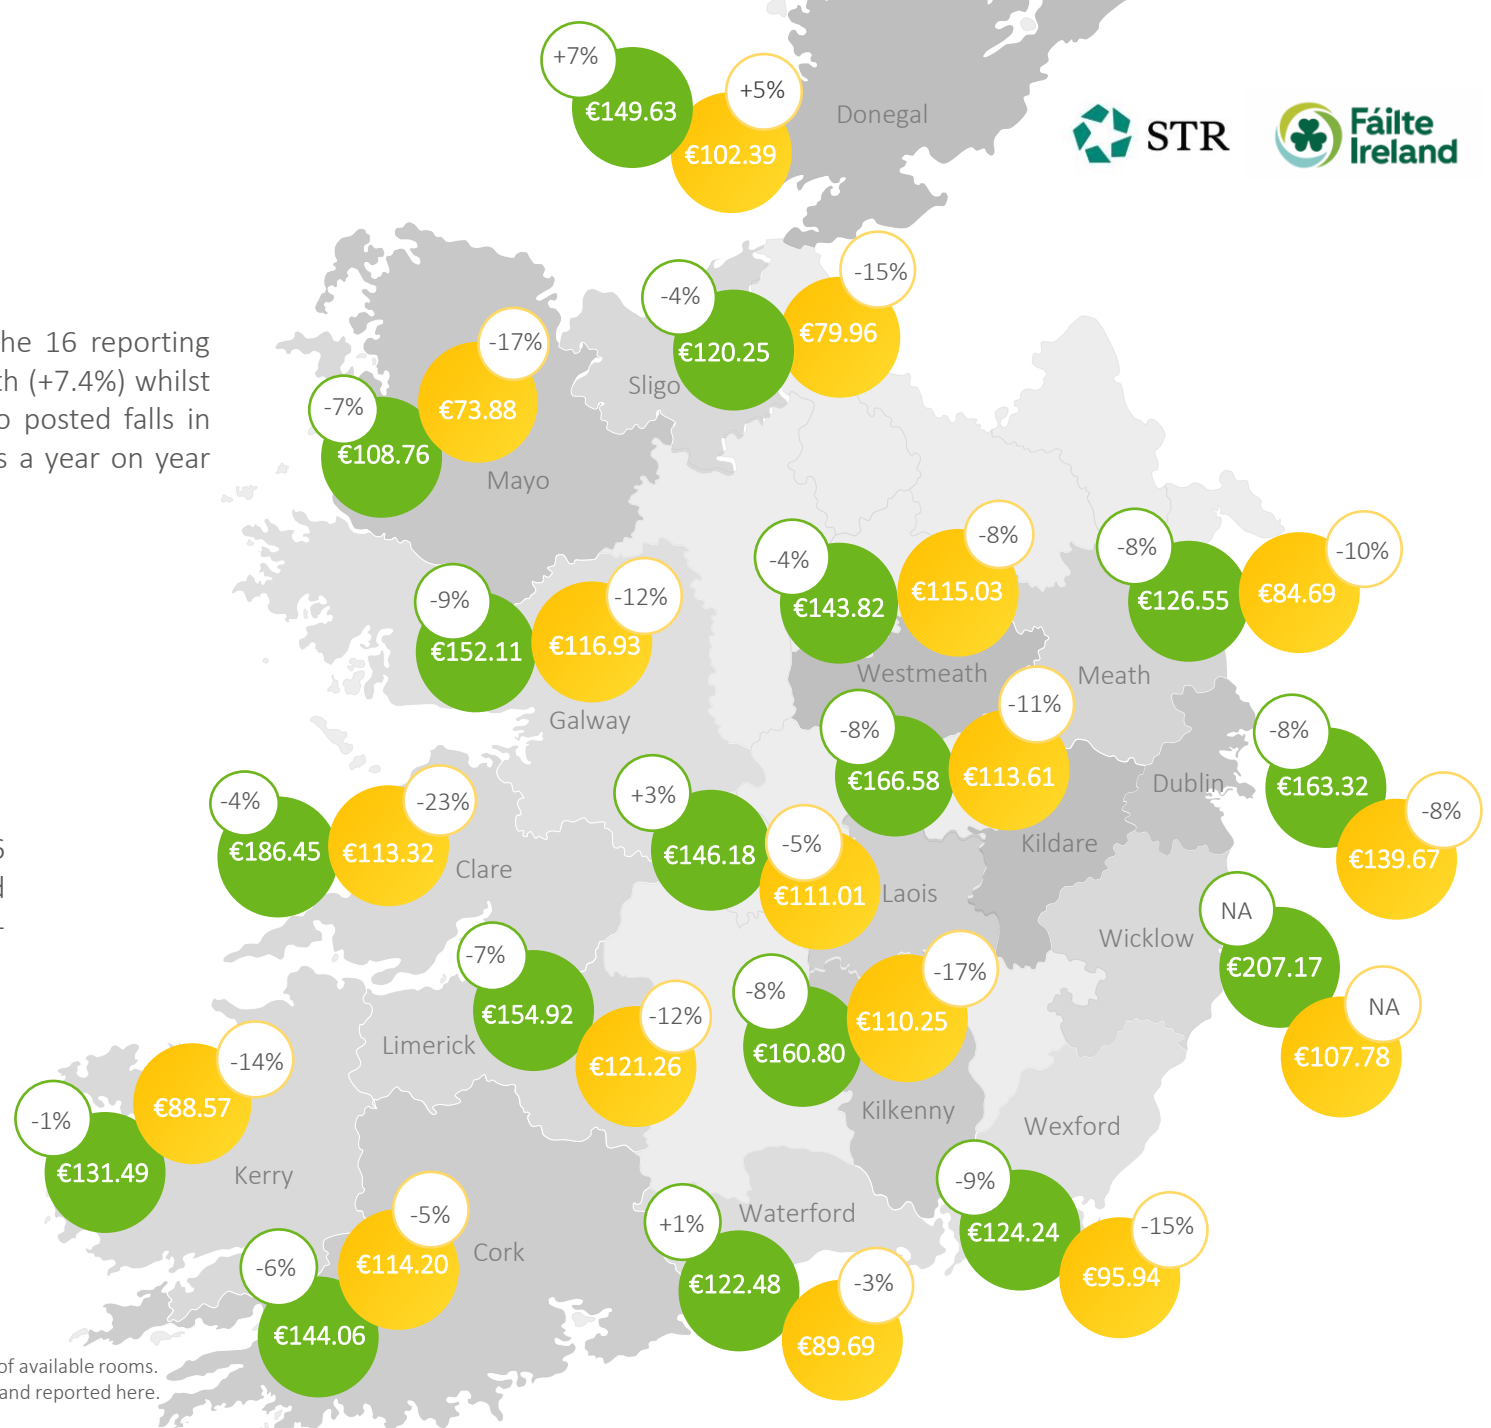 +7%
€149.63
+5%
€102.39
Donegal
STR
Fáilte
Ireland
-4%
€120.25
-15%
€79.96
Sligo
he 16 reporting
th (+7.4%) whilst
o posted falls in
s a year on year
-17%
€73.88
-7%
€108.76
Mayo
-9%
€152.11
-12%
€116.93
Galway
-4%
€143.82
-8%
€115.03
Westmeath
-8%
€126.55
-10%
€84.69
Meath
-8%
€166.58
-11%
€113.61
Kildare
-8%
€163.32
-8%
€139.67
Dublin
-4%
€186.45
-23%
€113.32
Clare
+3%
€146.18
-5%
€111.01
Laois
NA
€207.17
NA
€107.78
Wicklow
-7%
€154.92
-12%
€121.26
Limerick
-8%
€160.80
-17%
€110.25
Kilkenny
-1%
€131.49
-14%
€88.57
Kerry
-6%
€144.06
-5%
€114.20
Cork
+1%
€122.48
-3%
€89.69
Waterford
-9%
€124.24
-15%
€95.94
Wexford
of available rooms.
and reported here.